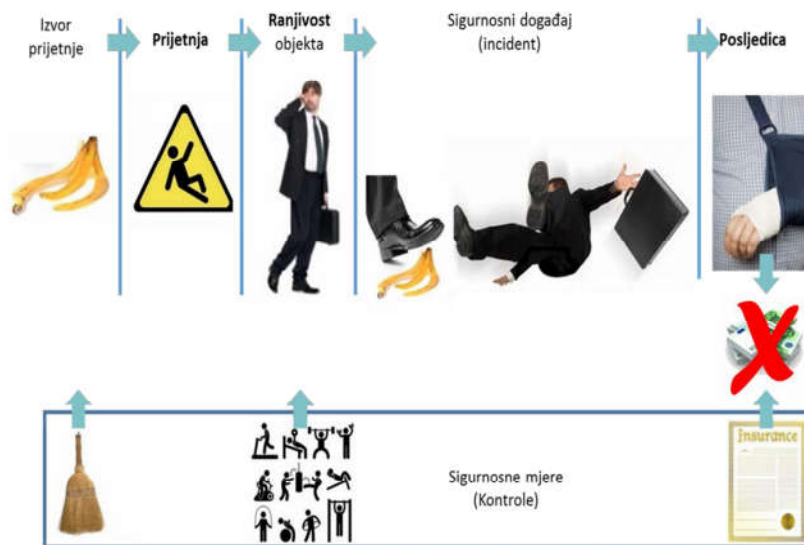 Izvor
prijetnje
Prijetnja
Ranjivost
objekta
Sigurnosni događaj
(incident)
Posljedica
Sigurnosne mjere
(Kontrole)
Insurance